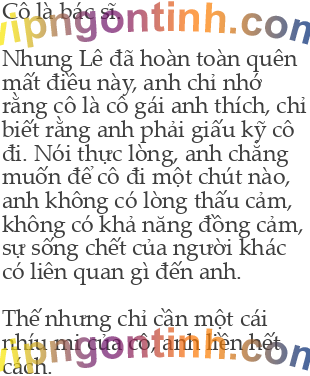 Cô là bác sĩ.
vipngontinh.com
Nhung Lê đã hoàn toàn quên
mất điều này, anh chỉ nhớ
rằng cô là cô gái anh thích, chỉ
biết rằng anh phải giấu kỹ cô
đi. Nói thực lòng, anh chẳng
muốn để cô đi một chút nào,
anh không có lòng thấu cảm,
không có khả năng đồng cảm,
sự sống chết của người khác
có liên quan gì đến anh.
Thế nhưng chỉ cần một cái
nhíu mi của cô, anh liền hết
vipngontinh.com
cách.